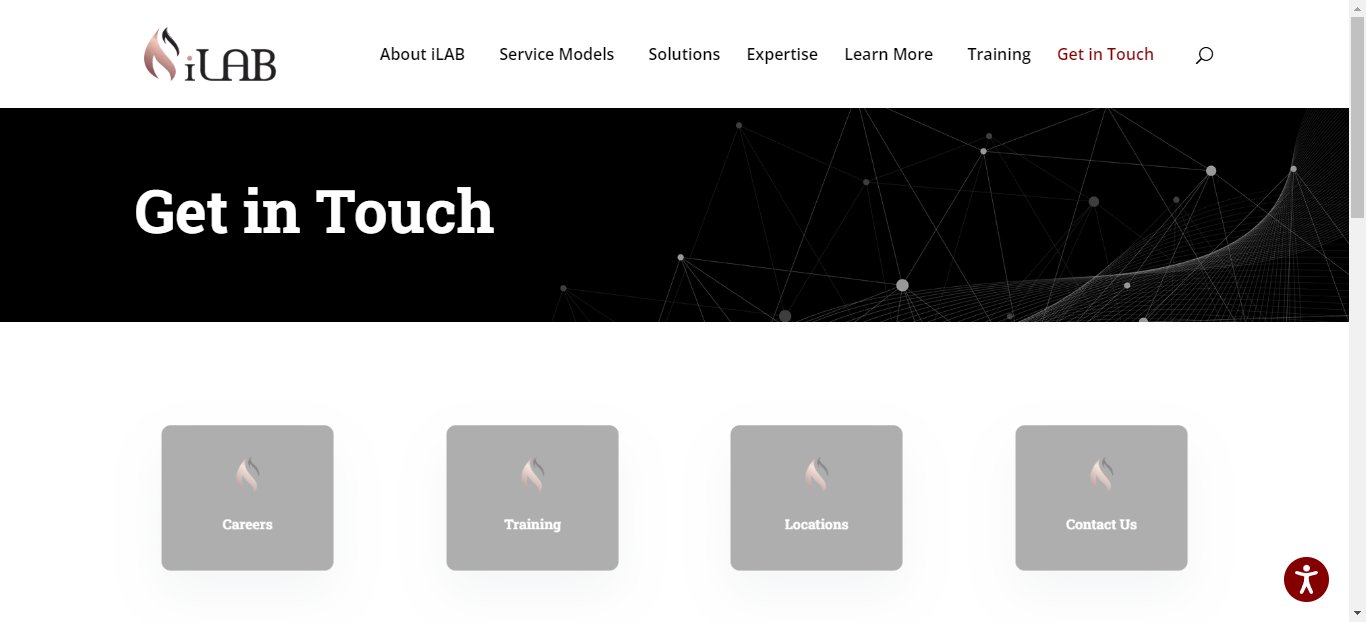 iLAB
About iLAB Service Models Solutions Expertise Learn More Training Get in Touch
Get in Touch
Careers Training Locations Contact Us